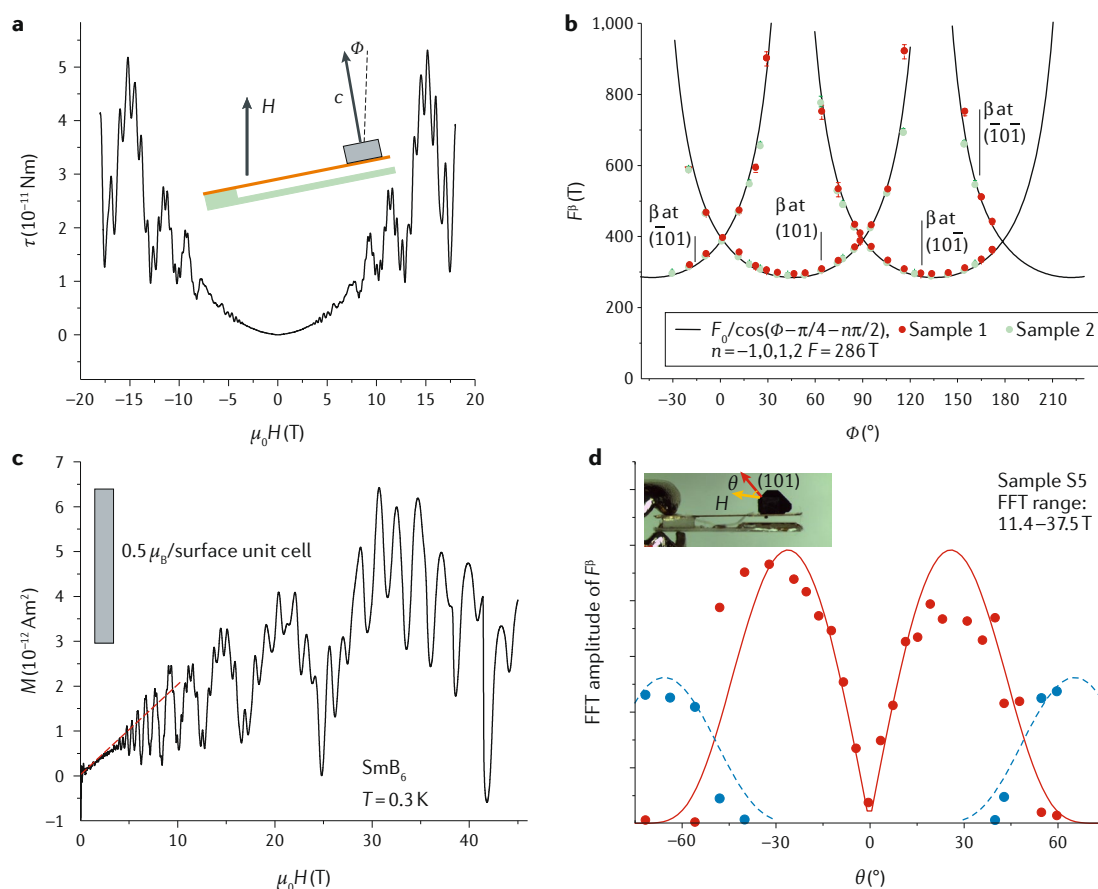 a
τ (10⁻¹¹ Nm)
5
4
3
2
1
0
Φ
c
H
−20 −15 −10 −5 0 5 10 15 20
μ₀H (T)
b
Fᵝ (T)
1,000
800
600
400
200
0
β at
(1̅01̅)
β at
(1̅01)
β at
(101)
β at
(101̅)
F₀/cos(Φ−π/4−nπ/2),
n=−1,0,1,2 F=286 T
Sample 1
Sample 2
−30 0 30 60 90 120 150 180 210
Φ (°)
c
M (10⁻¹² Am²)
7
6
5
4
3
2
1
0
−1
0.5 μB/surface unit cell
SmB₆
T = 0.3 K
0 10 20 30 40
μ₀H (T)
d
FFT amplitude of Fᵝ
θ
(101)
H
Sample S5
FFT range:
11.4–37.5 T
−60 −30 0 30 60
θ (°)